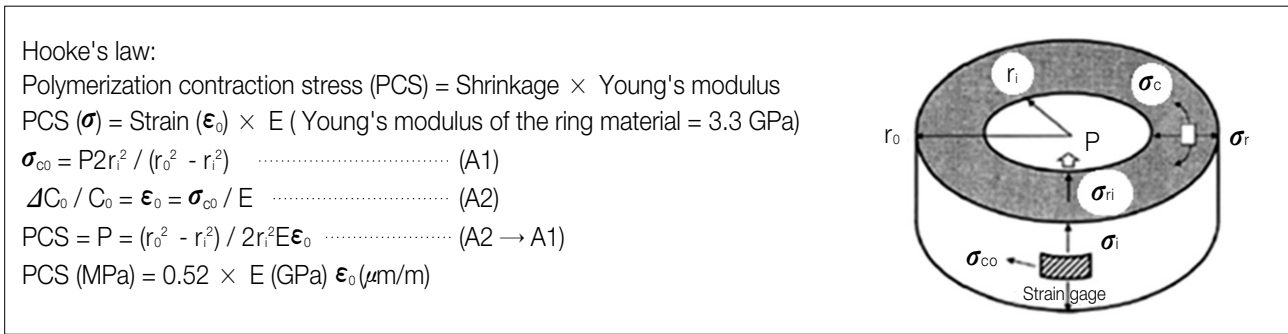 Hooke's law:
Polymerization contraction stress (PCS) = Shrinkage × Young's modulus
PCS (σ) = Strain (ε₀) × E ( Young's modulus of the ring material = 3.3 GPa)
σco = P2rᵢ² / (r₀² - rᵢ²) ································ (A1)
ΔC₀ / C₀ = ε₀ = σco / E ································ (A2)
PCS = P = (r₀² - rᵢ²) / 2rᵢ²Eε₀ ······················ (A2 → A1)
PCS (MPa) = 0.52 × E (GPa) ε₀ (μm/m)
rᵢ
σc
r₀
P
σr
σri
σi
σco
Strain gage